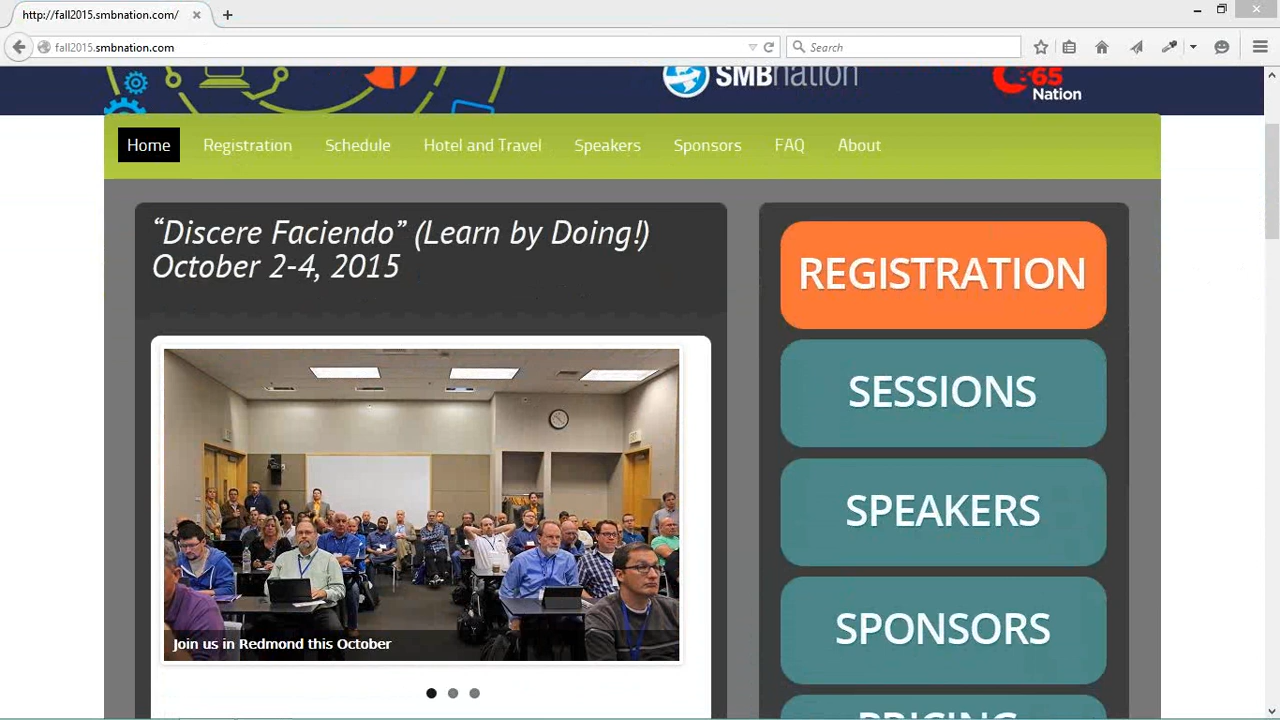 http://fall2015.smbnation.com/
fall2015.smbnation.com
Search
SMBnation
365
Nation
Home
Registration
Schedule
Hotel and Travel
Speakers
Sponsors
FAQ
About
“Discere Faciendo” (Learn by Doing!)
October 2-4, 2015
Join us in Redmond this October
REGISTRATION
SESSIONS
SPEAKERS
SPONSORS
PRICING